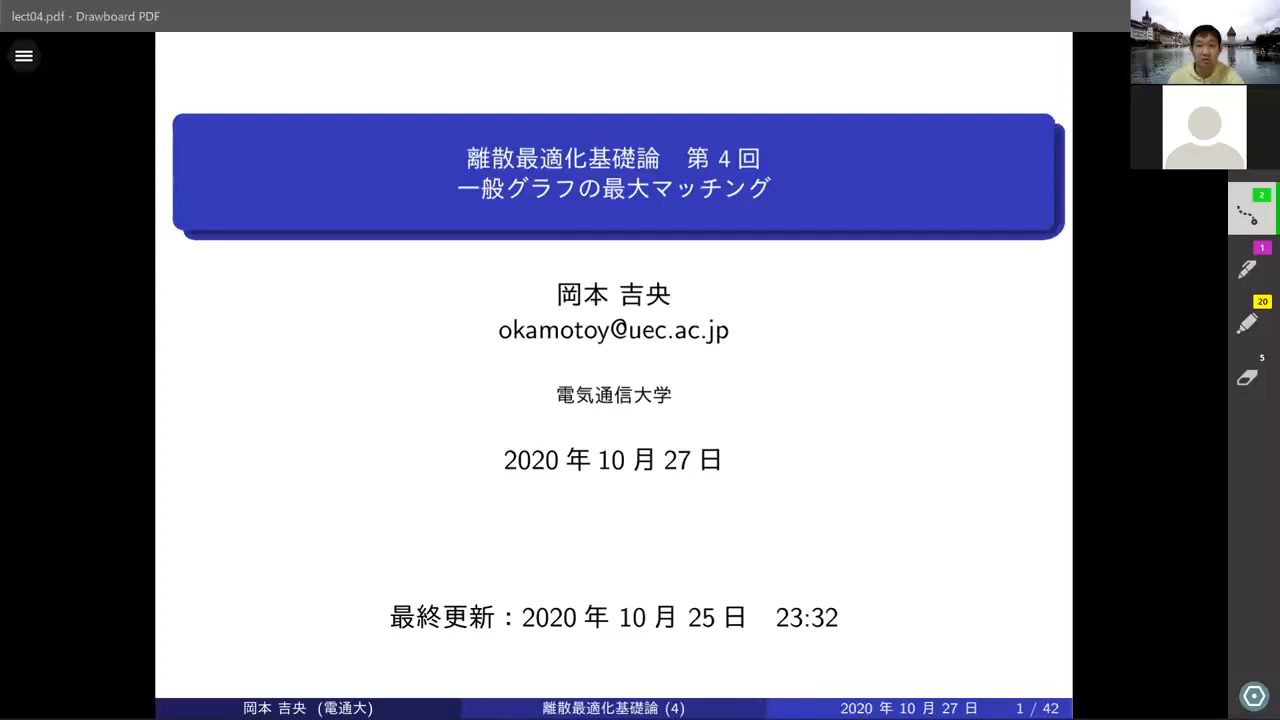 lect04.pdf - Drawboard PDF
離散最適化基礎論 第 4 回
一般グラフの最大マッチング
岡本 吉央
okamotoy@uec.ac.jp
電気通信大学
2020 年 10 月 27 日
最終更新：2020 年 10 月 25 日 23:32
岡本 吉央 (電通大) 離散最適化基礎論 (4) 2020 年 10 月 27 日 1 / 42
2
1
20
5